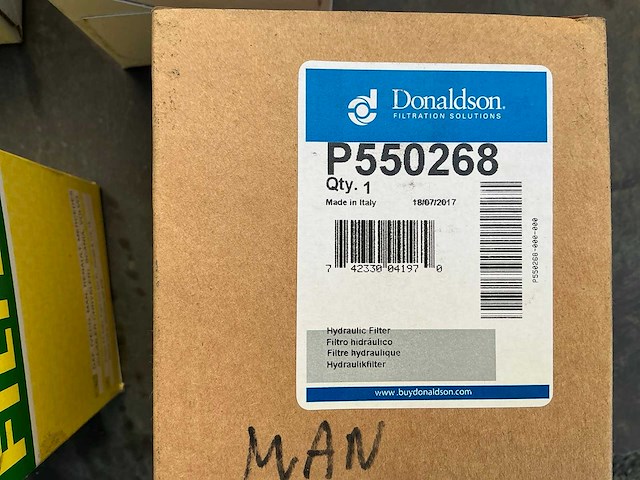 Donaldson®
FILTRATION SOLUTIONS
P550268
Qty. 1
Made in Italy 18/07/2017
7 42330 04197 0
P550268-000-000
Hydraulic Filter
Filtro hidráulico
Filtre hydraulique
Hydraulikfilter
www.buydonaldson.com
MAN
FILT